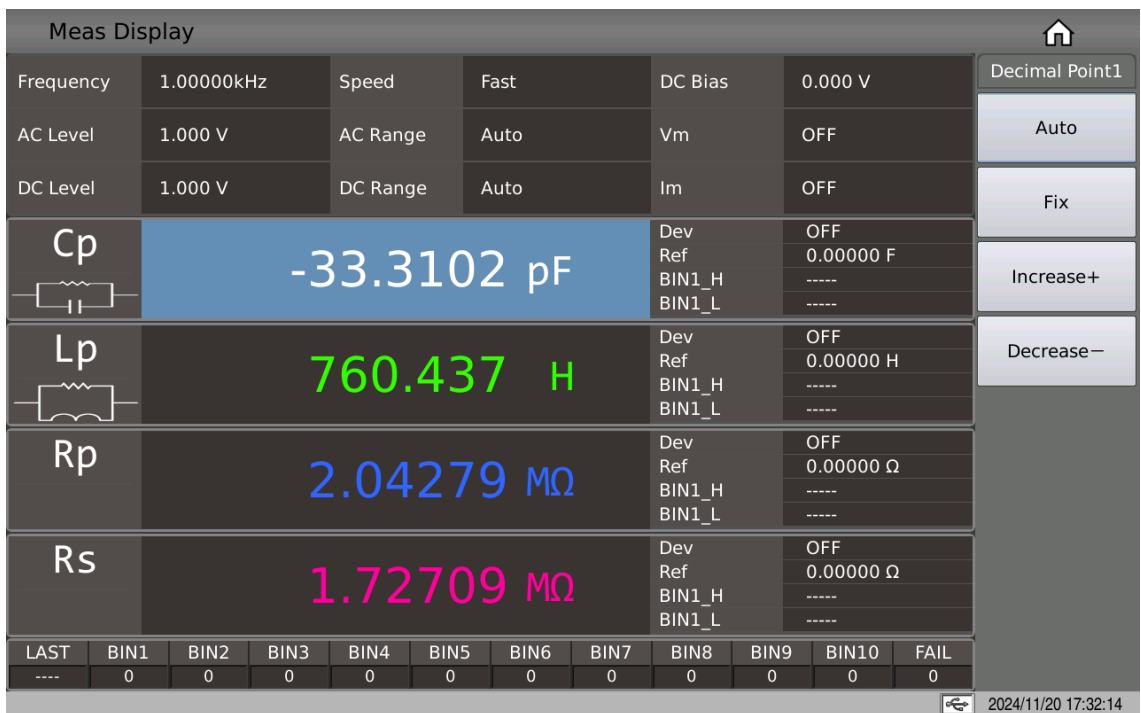 Meas Display
Decimal Point1
Frequency 1.00000kHz Speed Fast DC Bias 0.000 V
Auto
AC Level 1.000 V AC Range Auto Vm OFF
DC Level 1.000 V DC Range Auto Im OFF
Fix
Cp
-33.3102 pF
Dev OFF
Ref 0.00000 F
BIN1_H -----
BIN1_L -----
Increase+
Lp
760.437 H
Dev OFF
Ref 0.00000 H
BIN1_H -----
BIN1_L -----
Decrease—
Rp
2.04279 MΩ
Dev OFF
Ref 0.00000 Ω
BIN1_H -----
BIN1_L -----
Rs
1.72709 MΩ
Dev OFF
Ref 0.00000 Ω
BIN1_H -----
BIN1_L -----
LAST BIN1 BIN2 BIN3 BIN4 BIN5 BIN6 BIN7 BIN8 BIN9 BIN10 FAIL
---- 0 0 0 0 0 0 0 0 0 0 0
2024/11/20 17:32:14